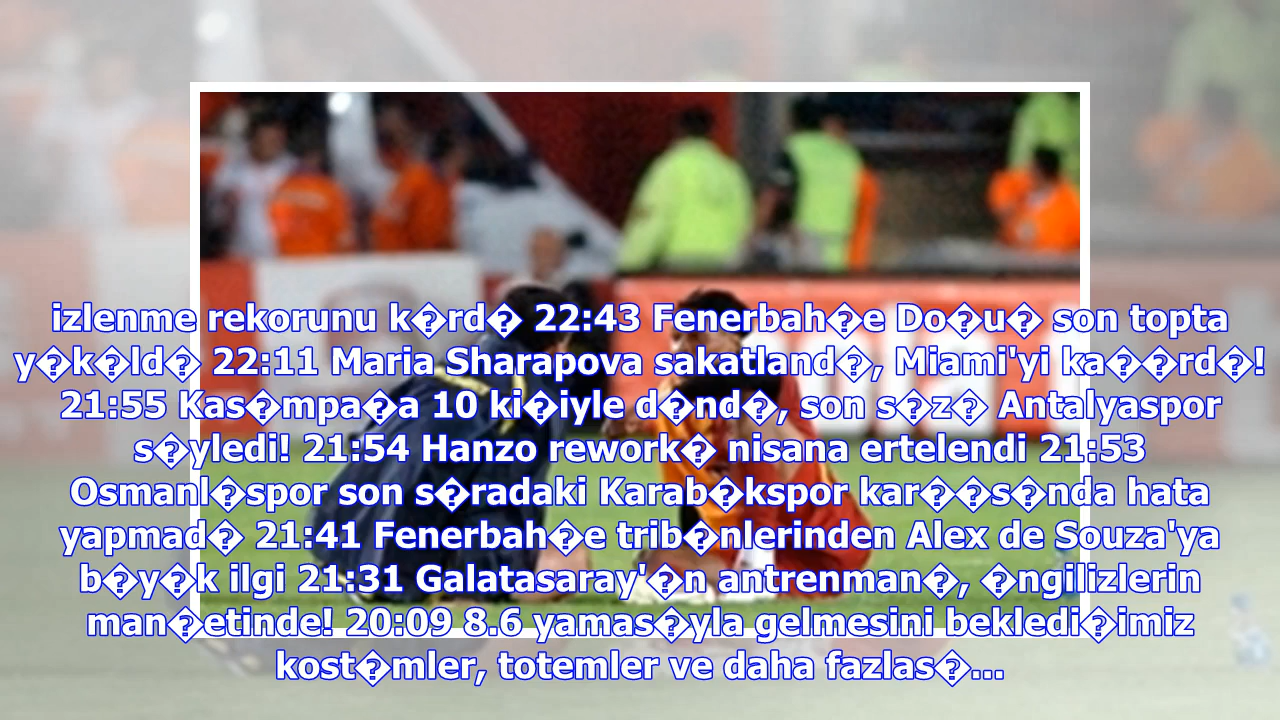 izlenme rekorunu k�rd� 22:43 Fenerbah�e Do�u� son topta
y�k�ld� 22:11 Maria Sharapova sakatland�, Miami'yi ka��rd�!
21:55 Kas�mpa�a 10 ki�iyle d�nd�, son s�z� Antalyaspor
s�yledi! 21:54 Hanzo rework� nisana ertelendi 21:53
Osmanl�spor son s�radaki Karab�kspor kar��s�nda hata
yapmad� 21:41 Fenerbah�e trib�nlerinden Alex de Souza'ya
b�y�k ilgi 21:31 Galatasaray'�n antrenman�, �ngilizlerin
man�etinde! 20:09 8.6 yamas�yla gelmesini bekledi�imiz
kost�mler, totemler ve daha fazlas�...